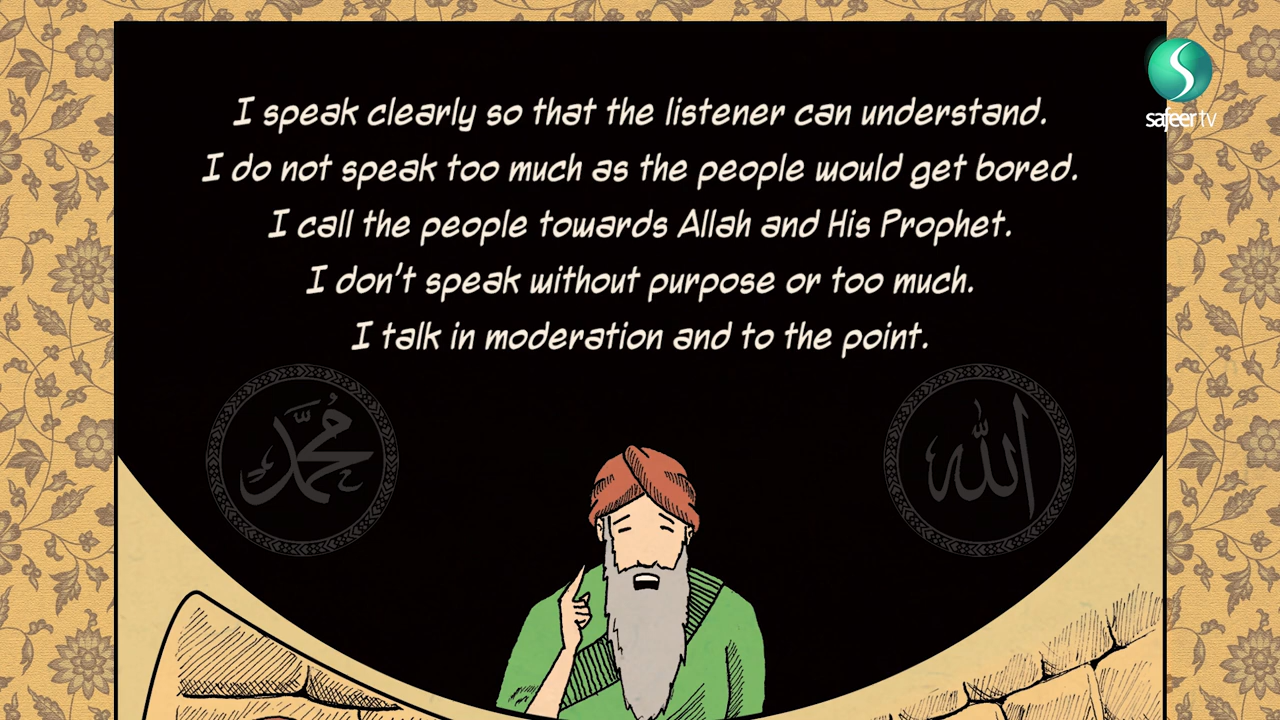 safeer tv
I speak clearly so that the listener can understand.
I do not speak too much as the people would get bored.
I call the people towards Allah and His Prophet.
I don't speak without purpose or too much.
I talk in moderation and to the point.
محمد
الله